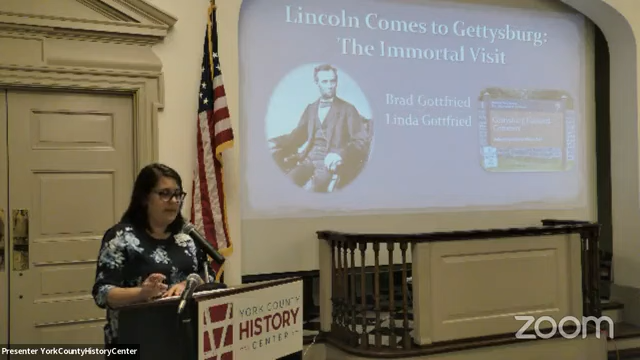 Lincoln Comes to Gettysburg:
The Immortal Visit
Brad Gottfried
Linda Gottfried
YORK COUNTY
HISTORY
CENTER
zoom
Presenter YorkCountyHistoryCenter